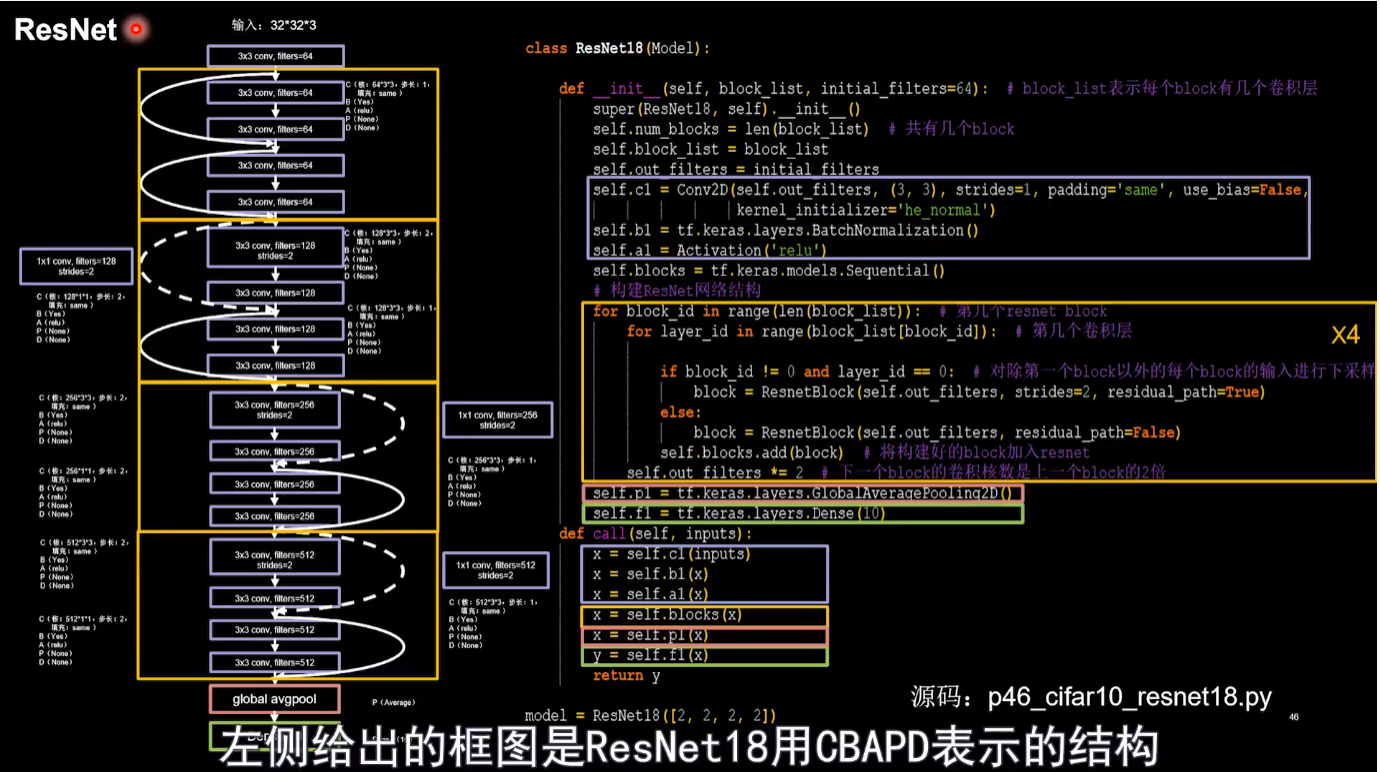 ResNet
输入：32*32*3
3x3 conv, filters=64
3x3 conv, filters=64
C（核：64*3*3，步长：1，
填充：same ）
B（Yes）
A（relu）
P（None）
D（None）
3x3 conv, filters=64
3x3 conv, filters=64
3x3 conv, filters=64
3x3 conv, filters=128
strides=2
C（核：128*3*3，步长：2，
填充：same ）
B（Yes）
A（relu）
P（None）
D（None）
1x1 conv, filters=128
strides=2
C（核：128*1*1，步长：2，
填充：same ）
B（Yes）
A（relu）
P（None）
D（None）
3x3 conv, filters=128
3x3 conv, filters=128
C（核：128*3*3，步长：1，
填充：same ）
B（Yes）
A（relu）
P（None）
D（None）
3x3 conv, filters=128
C（核：256*3*3，步长：2，
填充：same ）
B（Yes）
A（relu）
P（None）
D（None）
3x3 conv, filters=256
strides=2
1x1 conv, filters=256
strides=2
3x3 conv, filters=256
C（核：256*1*1，步长：2，
填充：same ）
B（Yes）
A（relu）
P（None）
D（None）
3x3 conv, filters=256
C（核：256*3*3，步长：1，
填充：same ）
B（Yes）
A（relu）
P（None）
D（None）
3x3 conv, filters=256
C（核：512*3*3，步长：2，
填充：same ）
B（Yes）
A（relu）
P（None）
D（None）
3x3 conv, filters=512
strides=2
1x1 conv, filters=512
strides=2
3x3 conv, filters=512
C（核：512*1*1，步长：2，
填充：same ）
B（Yes）
A（relu）
P（None）
D（None）
3x3 conv, filters=512
C（核：512*3*3，步长：1，
填充：same ）
B（Yes）
A（relu）
P（None）
D（None）
3x3 conv, filters=512
global avgpool
P（Average）
class ResNet18(Model):
def __init__(self, block_list, initial_filters=64):  # block_list表示每个block有几个卷积层
super(ResNet18, self).__init__()
self.num_blocks = len(block_list)  # 共有几个block
self.block_list = block_list
self.out_filters = initial_filters
self.c1 = Conv2D(self.out_filters, (3, 3), strides=1, padding='same', use_bias=False,
kernel_initializer='he_normal')
self.b1 = tf.keras.layers.BatchNormalization()
self.a1 = Activation('relu')
self.blocks = tf.keras.models.Sequential()
# 构建ResNet网络结构
for block_id in range(len(block_list)):  # 第几个resnet block
for layer_id in range(block_list[block_id]):  # 第几个卷积层
X4
if block_id != 0 and layer_id == 0:  # 对除第一个block以外的每个block的输入进行下采样
block = ResnetBlock(self.out_filters, strides=2, residual_path=True)
else:
block = ResnetBlock(self.out_filters, residual_path=False)
self.blocks.add(block)  # 将构建好的block加入resnet
self.out_filters *= 2  # 下一个block的卷积核数是上一个block的2倍
self.p1 = tf.keras.layers.GlobalAveragePooling2D()
self.f1 = tf.keras.layers.Dense(10)
def call(self, inputs):
x = self.c1(inputs)
x = self.b1(x)
x = self.a1(x)
x = self.blocks(x)
x = self.p1(x)
y = self.f1(x)
return y
源码：p46_cifar10_resnet18.py
model = ResNet18([2, 2, 2, 2])
46
左侧给出的框图是ResNet18用CBAPD表示的结构